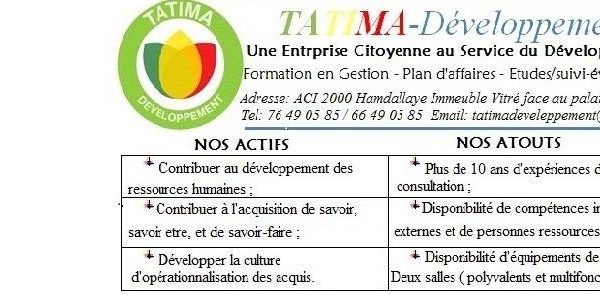 TATIMA
DEVELOPPEMENT
TATIMA-Développeme
Une Entrprise Citoyenne au Service du Dévelop
Formation en Gestion - Plan d'affaires - Etudes/suivi-év
Adresse: ACI 2000 Hamdallaye Immeuble Vitré face au palai
Tel: 76 49 05 85 / 66 49 05 85 Email: tatimadeveleppement@
NOS ACTIFS
NOS ATOUTS
Contribuer au développement des
ressources humaines ;
Plus de 10 ans d'expériences d
consultation ;
Contribuer à l'acquisition de savoir,
savoir etre, et de savoir-faire ;
Disponibilité de compétences in
externes et de personnes ressources
Développer la culture
d'opérationnalisation des acquis.
Disponibilité d'équipements de
Deux salles ( polyvalents et multifonc